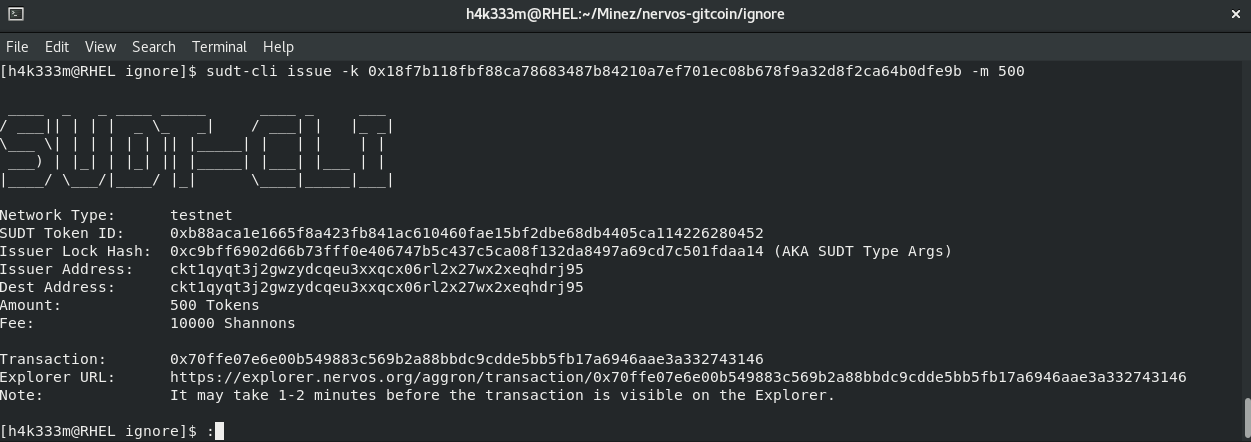 h4k333m@RHEL:~/Minez/nervos-gitcoin/ignore
File Edit View Search Terminal Help
[h4k333m@RHEL ignore]$ sudt-cli issue -k 0x18f7b118fbf88ca78683487b84210a7ef701ec08b678f9a32d8f2ca64b0dfe9b -m 500
SUDT-CLI
Network Type: testnet
SUDT Token ID: 0xb88aca1e1665f8a423fb841ac610460fae15bf2dbe68db4405ca114226280452
Issuer Lock Hash: 0xc9bff6902d66b73fff0e406747b5c437c5ca08f132da8497a69cd7c501fdaa14 (AKA SUDT Type Args)
Issuer Address: ckt1qyqt3j2gwzydcqeu3xxqcx06rl2x27wx2xeqhdrj95
Dest Address: ckt1qyqt3j2gwzydcqeu3xxqcx06rl2x27wx2xeqhdrj95
Amount: 500 Tokens
Fee: 10000 Shannons
Transaction: 0x70ffe07e6e00b549883c569b2a88bbdc9cdde5bb5fb17a6946aae3a332743146
Explorer URL: https://explorer.nervos.org/aggron/transaction/0x70ffe07e6e00b549883c569b2a88bbdc9cdde5bb5fb17a6946aae3a332743146
Note: It may take 1-2 minutes before the transaction is visible on the Explorer.
[h4k333m@RHEL ignore]$ :